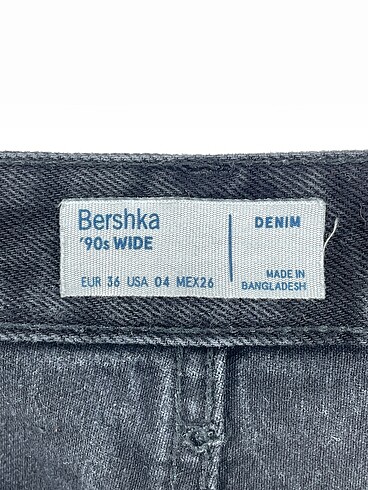 Bershka
'90s WIDE
EUR 36 USA 04 MEX26
DENIM
MADE IN
BANGLADESH